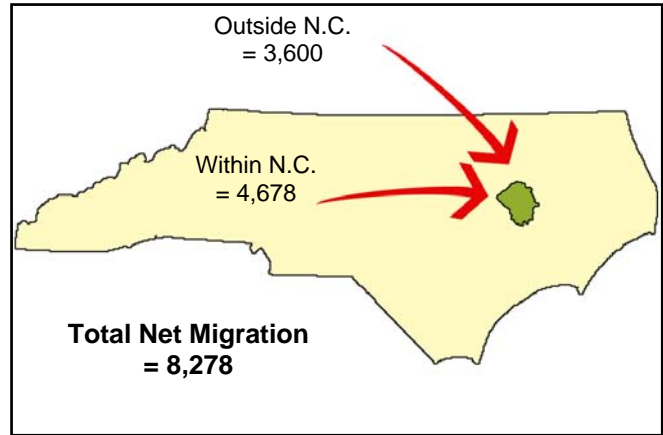 Outside N.C.
= 3,600
Within N.C.
= 4,678
Total Net Migration
= 8,278